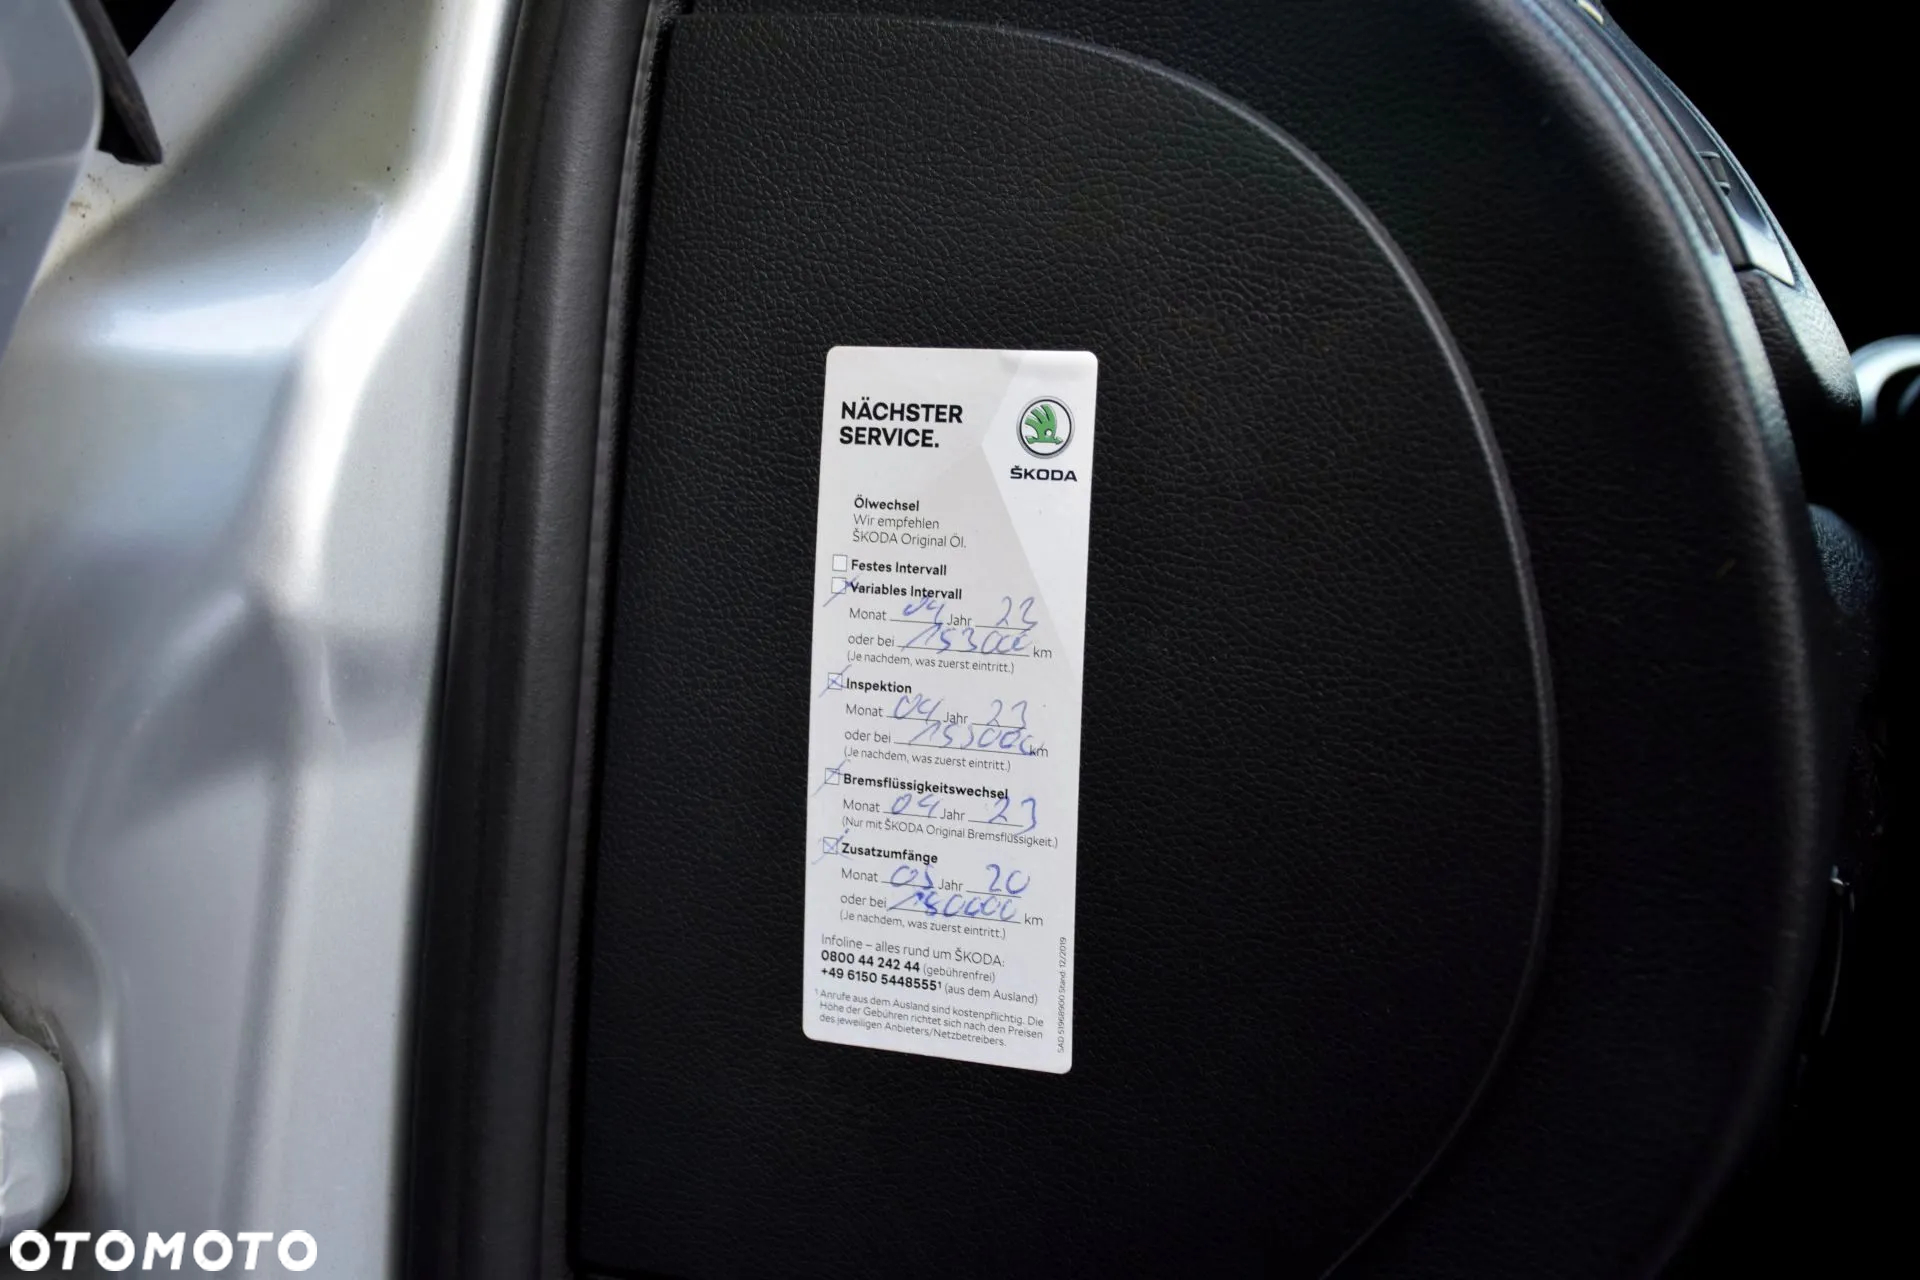 NÄCHSTER
SERVICE.
ŠKODA
Ölwechsel
Wir empfehlen
ŠKODA Original Öl.
Festes Intervall
Variables Intervall
Monat 04 Jahr 23
oder bei 153000 km
(Je nachdem, was zuerst eintritt.)
Inspektion
Monat 04 Jahr 23
oder bei 153000 km
(Je nachdem, was zuerst eintritt.)
Bremsflüssigkeitswechsel
Monat 04 Jahr 23
(Nur mit ŠKODA Original Bremsflüssigkeit.)
Zusatzumfänge
Monat 05 Jahr 20
oder bei 180000 km
(Je nachdem, was zuerst eintritt.)
Infoline – alles rund um ŠKODA:
0800 44 242 44 (gebührenfrei)
+49 6150 5448555¹ (aus dem Ausland)
¹ Anrufe aus dem Ausland sind kostenpflichtig. Die
Höhe der Gebühren richtet sich nach den Preisen
des jeweiligen Anbieters/Netzbetreibers.
SAD 51968900 Stand: 12/2019
OTOMOTO